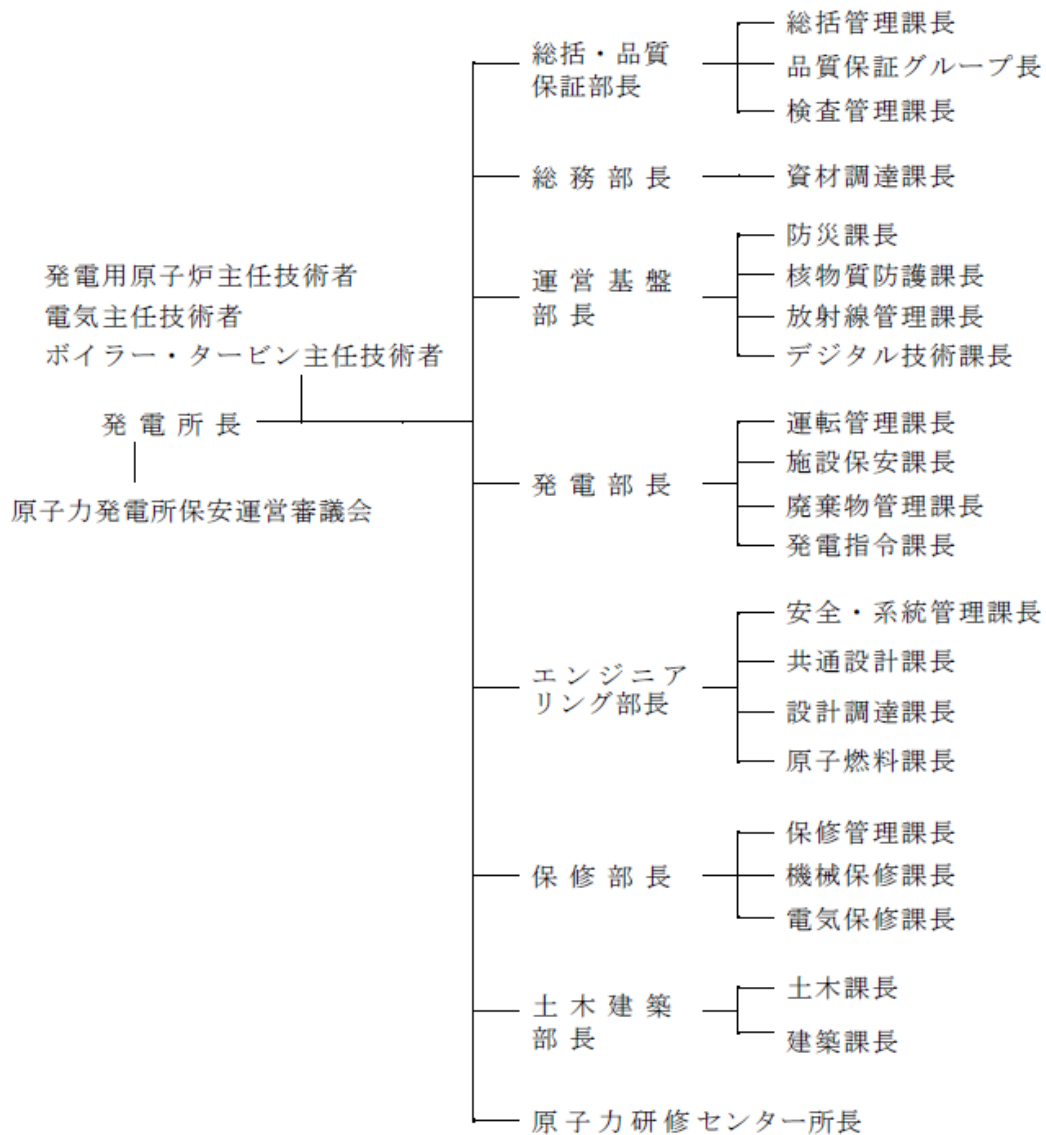 発電用原子炉主任技術者
電気主任技術者
ボイラー・タービン主任技術者
発電所長
原子力発電所保安運営審議会
総括・品質
保証部長
総括管理課長
品質保証グループ長
検査管理課長
総務部長
資材調達課長
運営基盤
部長
防災課長
核物質防護課長
放射線管理課長
デジタル技術課長
発電部長
運転管理課長
施設保安課長
廃棄物管理課長
発電指令課長
エンジニア
リング部長
安全・系統管理課長
共通設計課長
設計調達課長
原子燃料課長
保修部長
保修管理課長
機械保修課長
電気保修課長
土木建築
部長
土木課長
建築課長
原子力研修センター所長